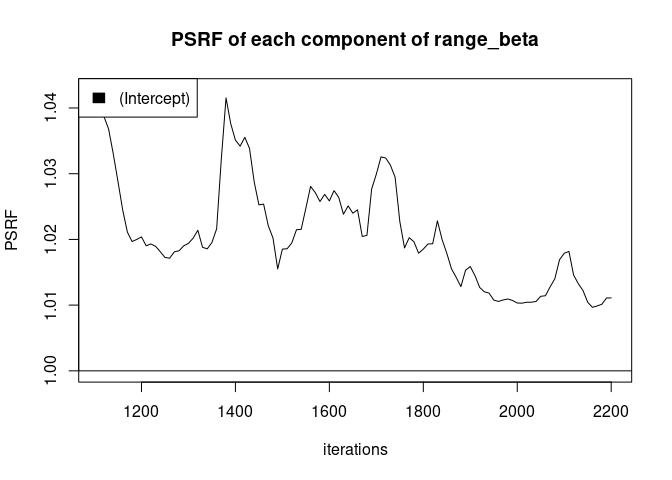 PSRF of each component of range_beta
(Intercept)
PSRF
1.04
1.03
1.02
1.01
1.00
1200 1400 1600 1800 2000 2200
iterations